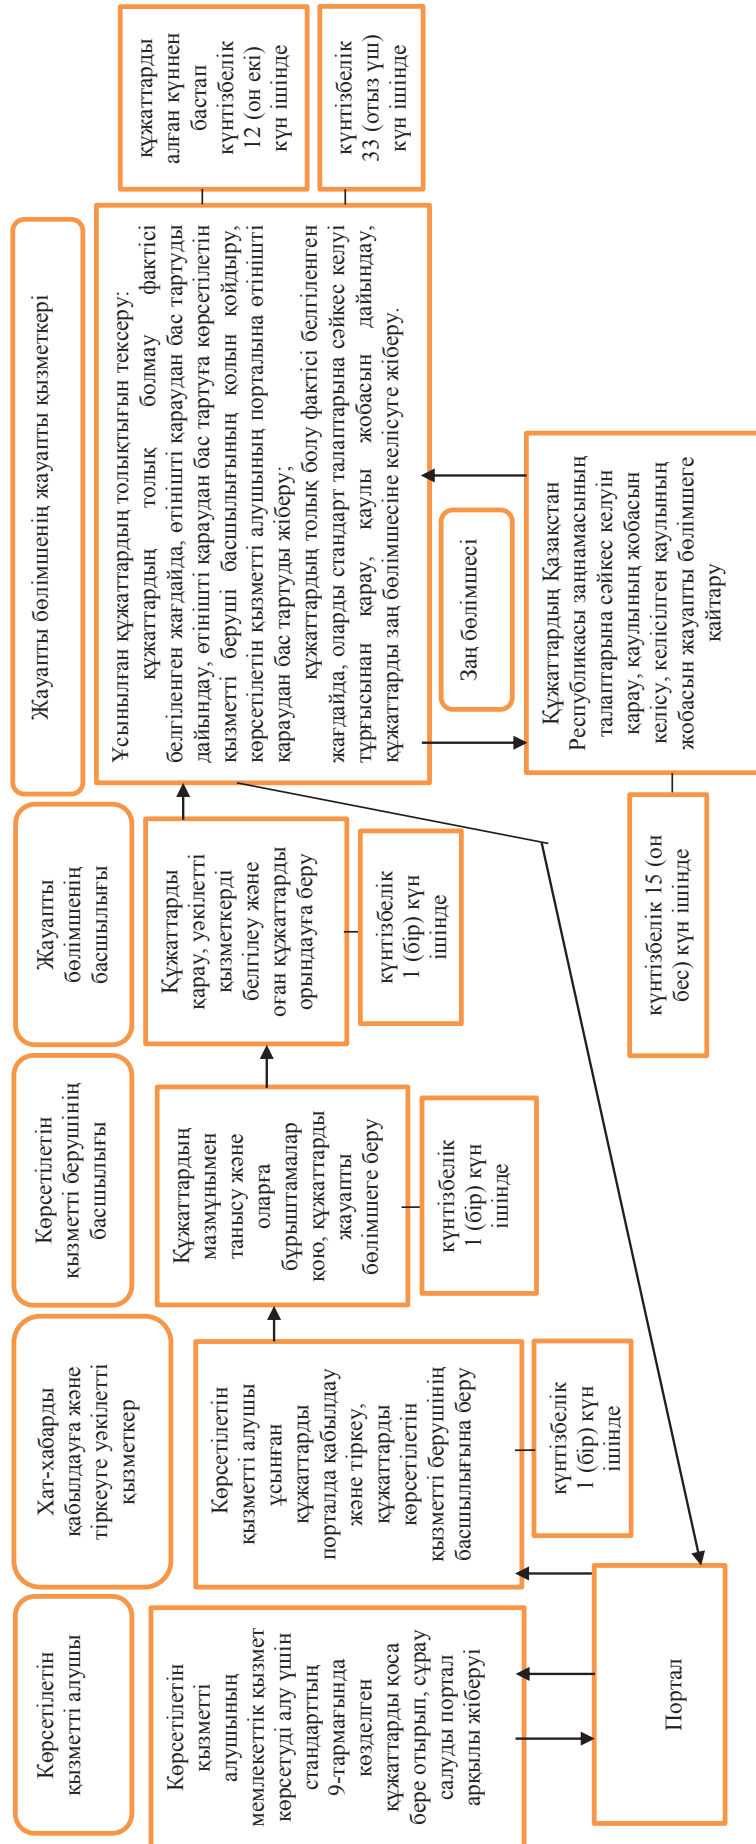 Көрсетілетін
қызметті алушы
Хат-хабарды
қабылдауға және
тіркеуге уәкілетті
қызметкер
Көрсетілетін
қызметті берушінің
басшылығы
Жауапты
бөлімшенің
басшылығы
Жауапты бөлімшенің жауапты қызметкері
Көрсетілетін
қызметті
алушының
мемлекеттік қызмет
көрсетуді алу үшін
стандарттың
9-тармағында
көзделген
құжаттарды қоса
бере отырып, сұрау
салуды портал
арқылы жіберуі
Көрсетілетін
қызметті алушы
ұсынған
құжаттарды
порталда қабылдау
және тіркеу,
құжаттарды
көрсетілетін
қызметті берушінің
басшылығына беру
Құжаттардың
мазмұнымен
танысу және
оларға
бұрыштамалар
қою, құжаттарды
жауапты
бөлімшеге беру
Құжаттарды
қарау, уәкілетті
қызметкерді
белгілеу және
оған құжаттарды
орындауға беру
Ұсынылған құжаттардың толықтығын тексеру:
құжаттардың толық болмау фактісі
белгіленген жағдайда, өтінішті қараудан бас тартуды
дайындау, өтінішті қараудан бас тартуға көрсетілетін
қызметті беруші басшылығының қолын қойдыру,
көрсетілетін қызметті алушының порталына өтінішті
қараудан бас тартуды жіберу;
құжаттардың толық болу фактісі белгіленген
жағдайда, оларды стандарт талаптарына сәйкес келуі
тұрғысынан қарау, қаулы жобасын дайындау,
құжаттарды заң бөлімшесіне келісуге жіберу.
құжаттарды
алған күннен
бастап
күнтізбелік
12 (он екі)
күн ішінде
күнтізбелік
33 (отыз үш)
күн ішінде
күнтізбелік
1 (бір) күн
ішінде
күнтізбелік
1 (бір) күн
ішінде
күнтізбелік
1 (бір) күн
ішінде
Заң бөлімшесі
Құжаттардың Қазақстан
Республикасы заңнамасының
талаптарына сәйкес келуін
қарау, қаулының жобасын
келісу, келісілген қаулының
жобасын жауапты бөлімшеге
қайтару
күнтізбелік 15 (он
бес) күн ішінде
Портал